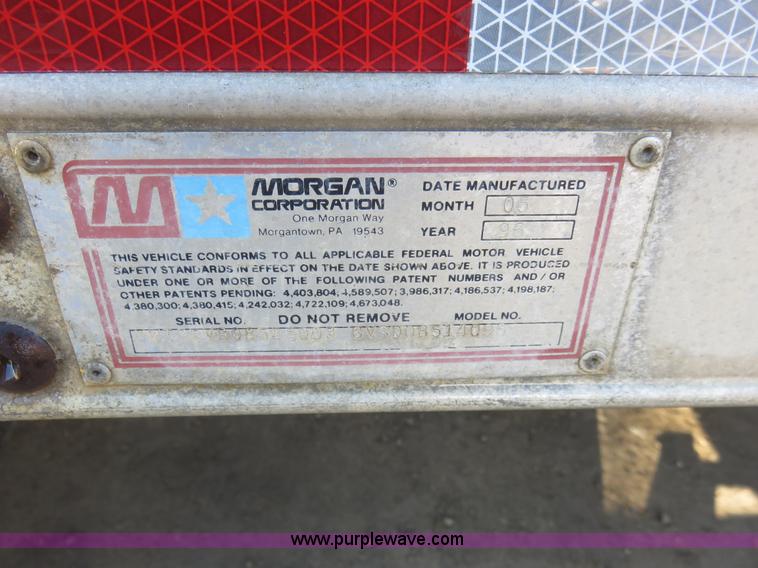 M
MORGAN®
CORPORATION
One Morgan Way
Morgantown, PA 19543
DATE MANUFACTURED
MONTH 06
YEAR 96
THIS VEHICLE CONFORMS TO ALL APPLICABLE FEDERAL MOTOR VEHICLE
SAFETY STANDARDS IN EFFECT ON THE DATE SHOWN ABOVE. IT IS PRODUCED
UNDER ONE OR MORE OF THE FOLLOWING PATENT NUMBERS AND/OR
OTHER PATENTS PENDING: 4,403,804; 4,589,507; 3,986,317; 4,186,537; 4,198,187;
4,380,300; 4,380,415; 4,242,032; 4,722,109; 4,673,048.
SERIAL NO. DO NOT REMOVE MODEL NO.
www.purplewave.com